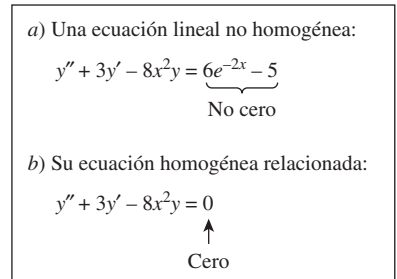 a) Una ecuación lineal no homogénea:
y″ + 3y′ – 8x²y = 6e⁻²ˣ – 5
No cero
b) Su ecuación homogénea relacionada:
y″ + 3y′ – 8x²y = 0
Cero